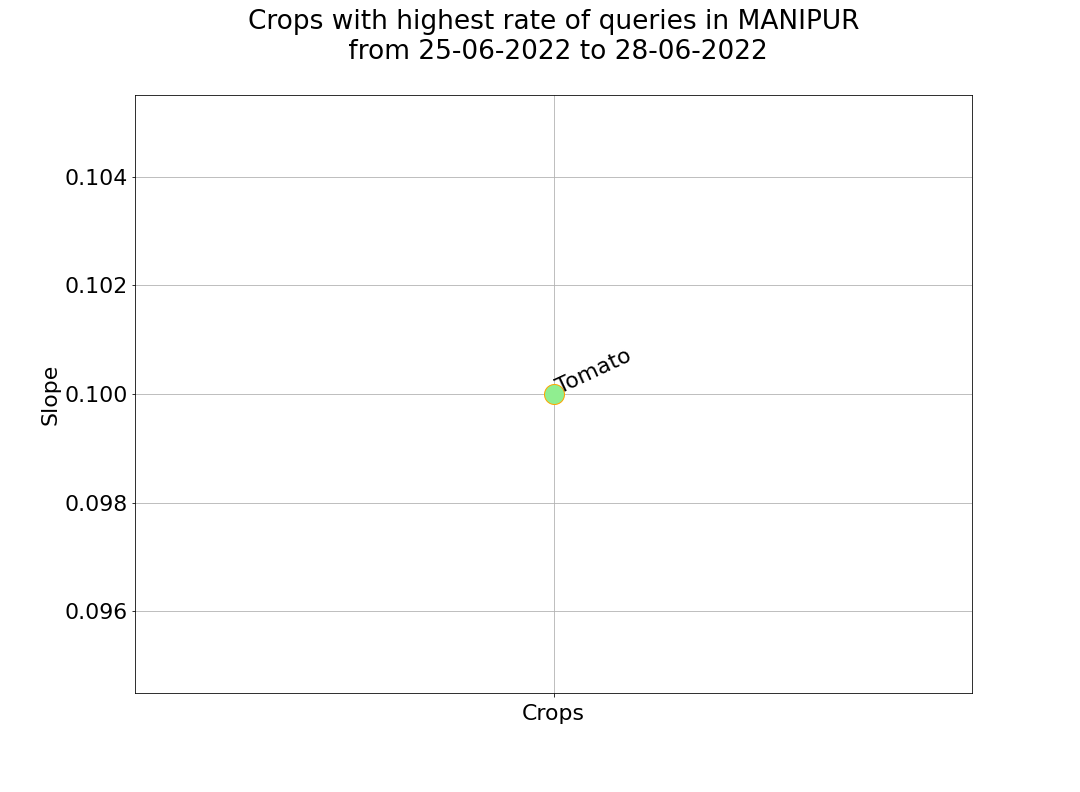 Crops with highest rate of queries in MANIPUR
from 25-06-2022 to 28-06-2022
0.104
0.102
0.100
0.098
0.096
Slope
Tomato
Crops